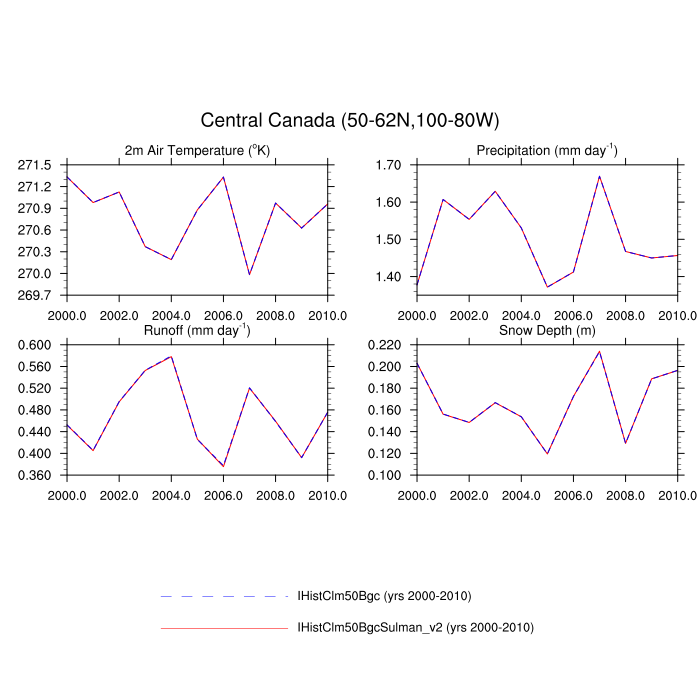 Central Canada (50-62N,100-80W)
2m Air Temperature (°K)
271.5
271.2
270.9
270.6
270.3
270.0
269.7
2000.0 2002.0 2004.0 2006.0 2008.0 2010.0
Precipitation (mm day⁻¹)
1.70
1.60
1.50
1.40
2000.0 2002.0 2004.0 2006.0 2008.0 2010.0
Runoff (mm day⁻¹)
0.600
0.560
0.520
0.480
0.440
0.400
0.360
2000.0 2002.0 2004.0 2006.0 2008.0 2010.0
Snow Depth (m)
0.220
0.200
0.180
0.160
0.140
0.120
0.100
2000.0 2002.0 2004.0 2006.0 2008.0 2010.0
IHistClm50Bgc (yrs 2000-2010)
IHistClm50BgcSulman_v2 (yrs 2000-2010)